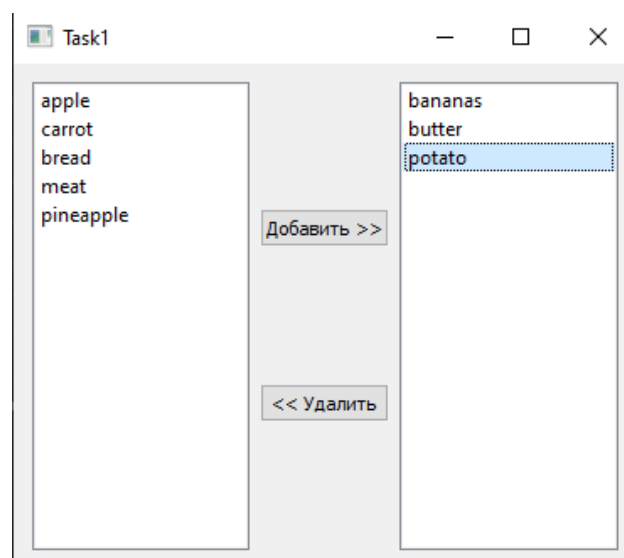 Task1
apple
carrot
bread
meat
pineapple
Добавить >>
<< Удалить
bananas
butter
potato